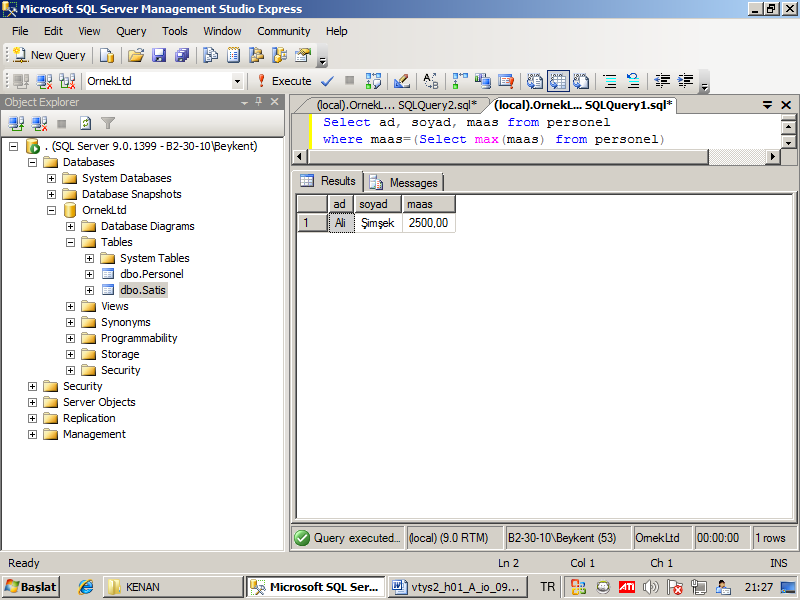 Microsoft SQL Server Management Studio Express
File Edit View Query Tools Window Community Help
New Query
OrnekLtd Execute
Object Explorer
(local).OrnekL... SQLQuery2.sql* (local).OrnekL... SQLQuery1.sql*
. (SQL Server 9.0.1399 - B2-30-10\Beykent)
Databases
System Databases
Database Snapshots
OrnekLtd
Database Diagrams
Tables
System Tables
dbo.Personel
dbo.Satis
Views
Synonyms
Programmability
Storage
Security
Security
Server Objects
Replication
Management
Select ad, soyad, maas from personel
where maas=(Select max(maas) from personel)
Results Messages
ad soyad maas
1 Ali Şimşek 2500,00
Query executed... (local) (9.0 RTM) B2-30-10\Beykent (53) OrnekLtd 00:00:00 1 rows
Ready Ln 2 Col 1 Ch 1 INS
Başlat KENAN Microsoft SQL Ser... vtys2_h01_A_io_09... TR ATI 21:27